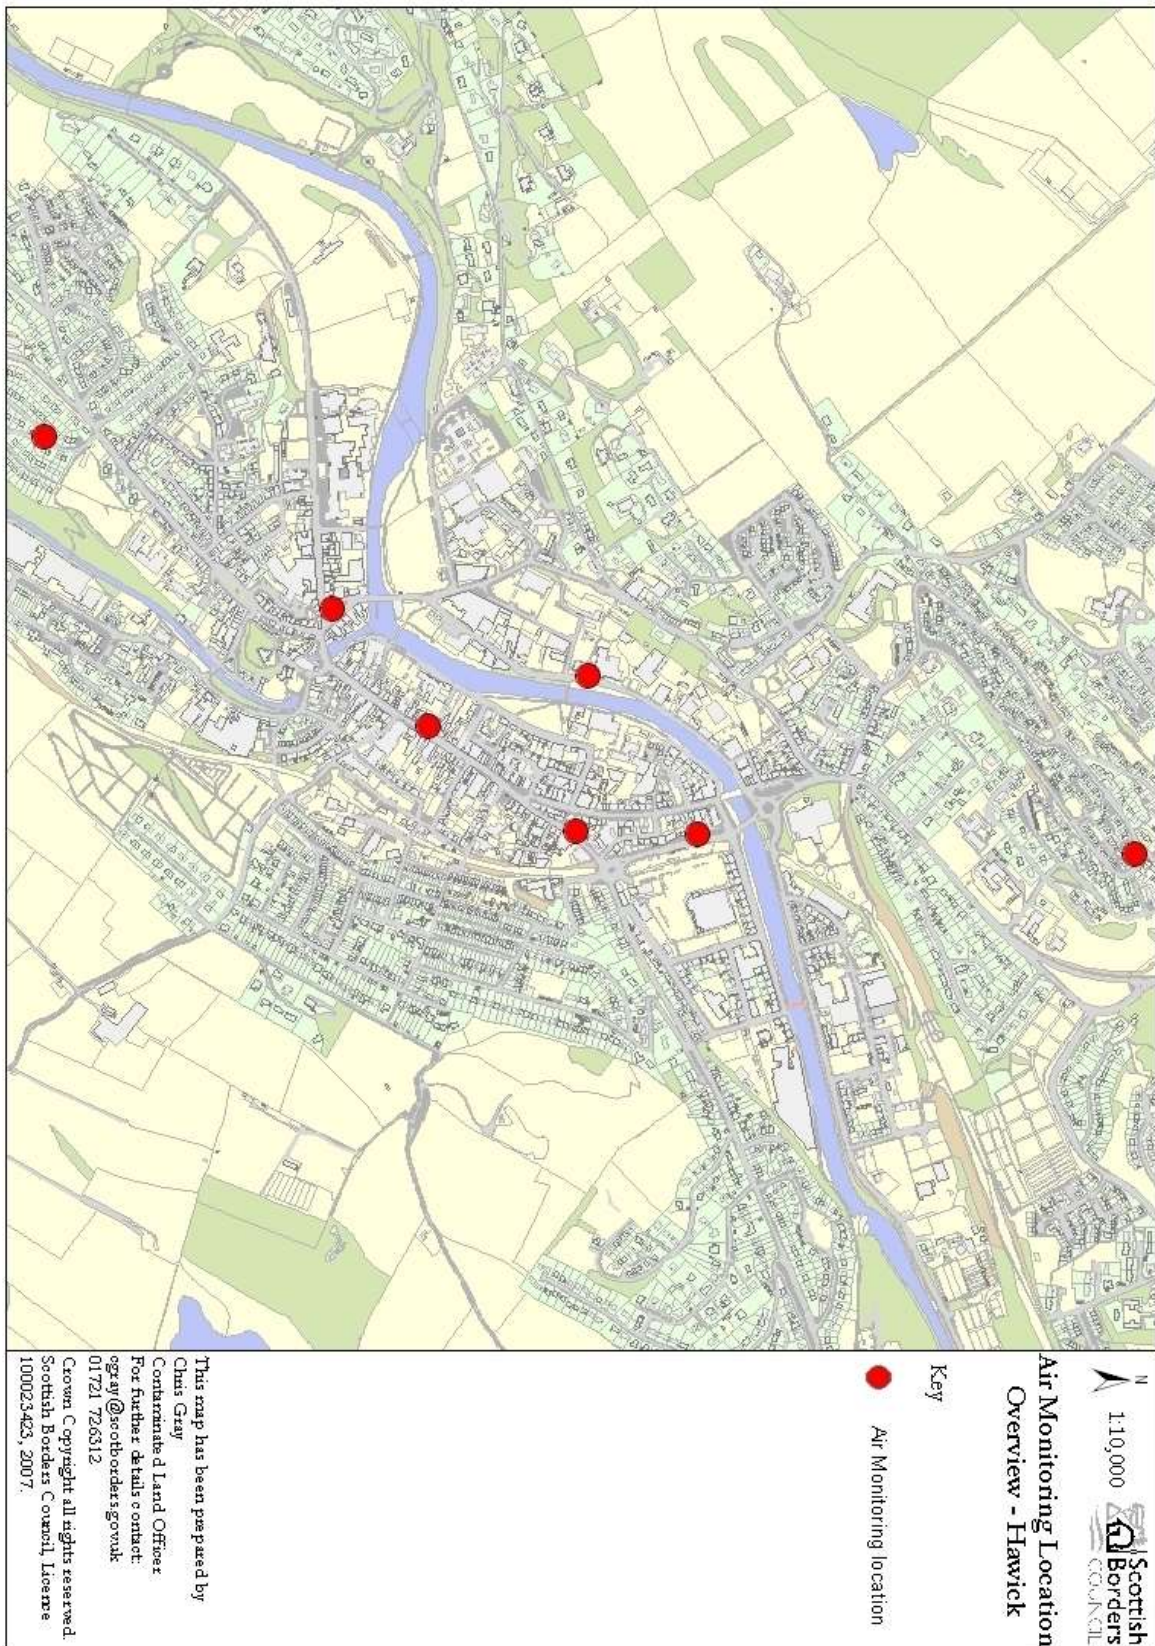 N
1:10,000
Scottish
Borders
COUNCIL
Air Monitoring Location
Overview - Hawick
Key
Air Monitoring location
This map has been prepared by
Chris Gray
Contaminated Land Officer
For further details contact:
cgray@scotborders.gov.uk
01721 726312
Crown Copyright all rights reserved.
Scottish Borders Council, License
100023423, 2007.